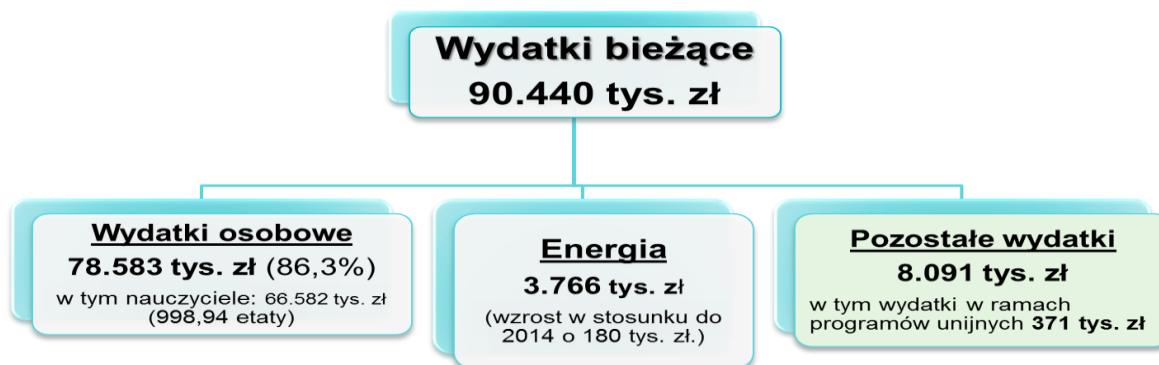 Wydatki bieżące
90.440 tys. zł
Wydatki osobowe
78.583 tys. zł (86,3%)
w tym nauczyciele: 66.582 tys. zł
(998,94 etaty)
Energia
3.766 tys. zł
(wzrost w stosunku do
2014 o 180 tys. zł.)
Pozostałe wydatki
8.091 tys. zł
w tym wydatki w ramach
programów unijnych 371 tys. zł